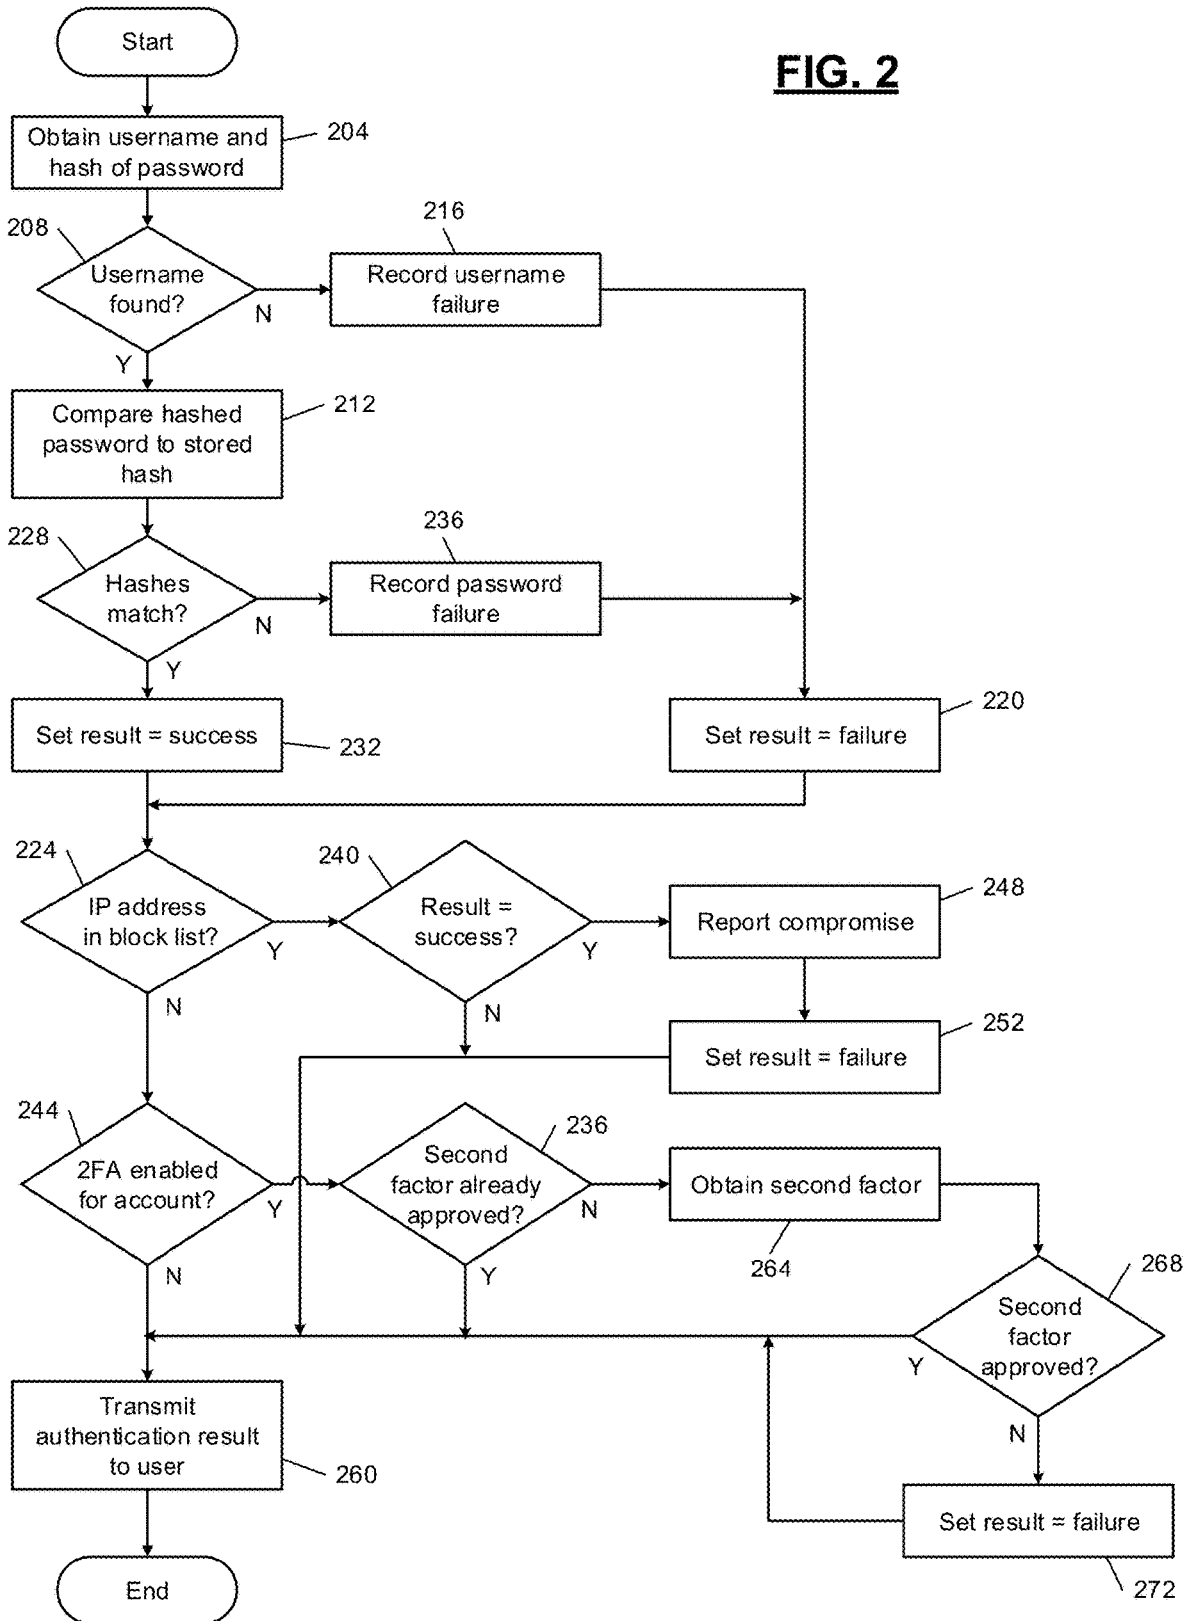 Start
FIG. 2
Obtain username and
hash of password
204
208
216
Username
found?
N
Record username
failure
Y
Compare hashed
password to stored
hash
212
228
236
Hashes
match?
N
Record password
failure
Y
Set result = success
232
Set result = failure
220
224
240
IP address
in block list?
Y
N
Result =
success?
Y
N
Report compromise
248
Set result = failure
252
244
2FA enabled
for account?
Y
N
236
Second
factor already
approved?
N
Y
Obtain second factor
264
268
Second
factor
approved?
Y
N
Transmit
authentication result
to user
260
Set result = failure
272
End